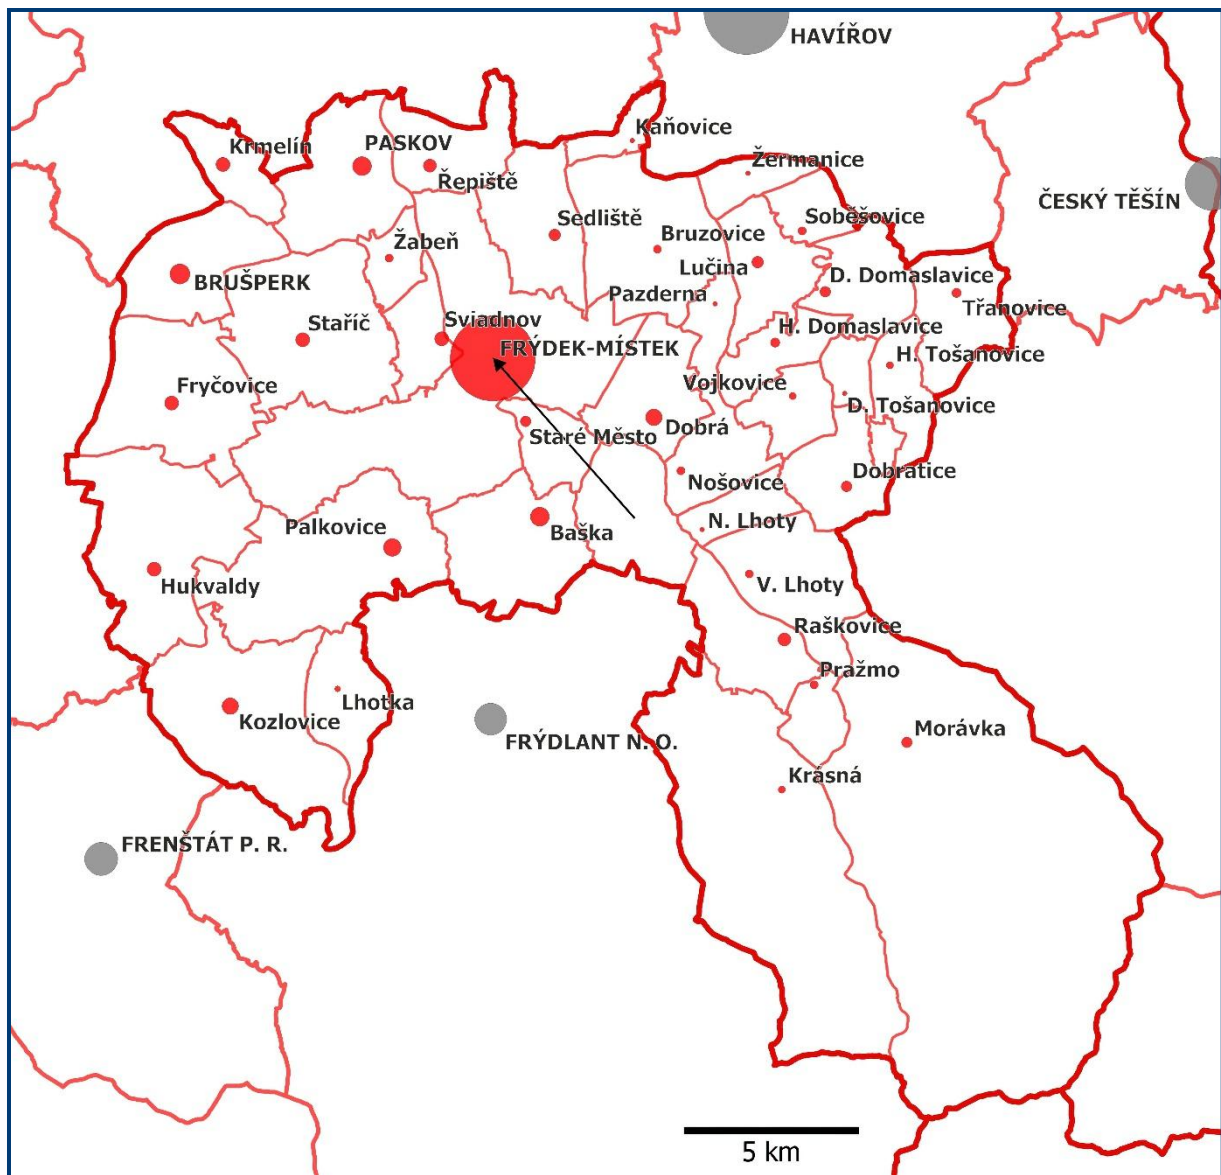 HAVÍŘOV
Kaňovice
Krmelín
PASKOV
Žermanice
Řepiště
ČESKÝ TĚŠÍN
Sedliště
Soběšovice
Žabeň
Bruzovice
Lučina
BRUŠPERK
D. Domaslavice
Pazderna
Třanovice
Staříč
Sviadnov
H. Domaslavice
FRÝDEK-MÍSTEK
H. Tošanovice
Fryčovice
Vojkovice
D. Tošanovice
Staré Město
Dobrá
Nošovice
Dobratice
Palkovice
Baška
N. Lhoty
Hukvaldy
V. Lhoty
Raškovice
Pražmo
Lhotka
Kozlovice
Morávka
FRÝDLANT N. O.
Krásná
FRENŠTÁT P. R.
5 km